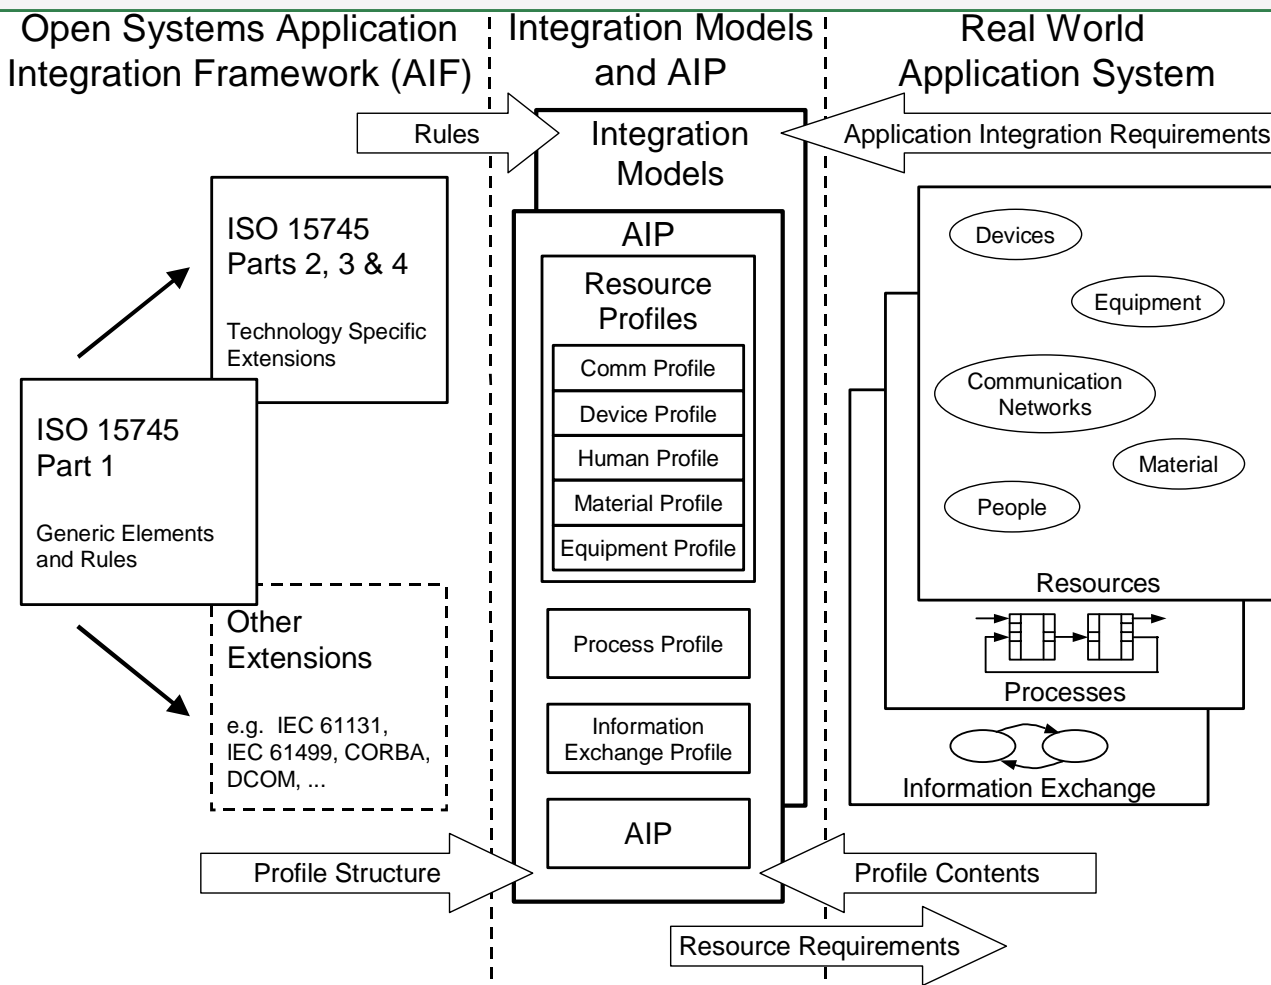 Open Systems Application
Integration Framework (AIF)
Integration Models
and AIP
Real World
Application System
Rules
Integration
Models
Application Integration Requirements
ISO 15745
Parts 2, 3 & 4
Technology Specific
Extensions
ISO 15745
Part 1
Generic Elements
and Rules
Other
Extensions
e.g. IEC 61131,
IEC 61499, CORBA,
DCOM, ...
AIP
Resource
Profiles
Comm Profile
Device Profile
Human Profile
Material Profile
Equipment Profile
Process Profile
Information
Exchange Profile
AIP
Devices
Equipment
Communication
Networks
Material
People
Resources
Processes
Information Exchange
Profile Structure
Profile Contents
Resource Requirements